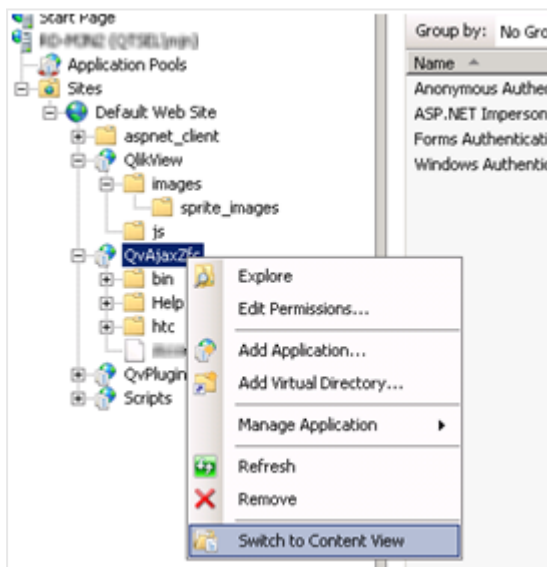 Start Page
Application Pools
Sites
Default Web Site
aspnet_client
QlikView
images
sprite_images
js
QvAjaxZfc
bin
Help
htc
QvPlugin
Scripts
Explore
Edit Permissions...
Add Application...
Add Virtual Directory...
Manage Application
Refresh
Remove
Switch to Content View
Group by: No Gro
Name
Anonymous Authe
ASP.NET Imperson
Forms Authenticati
Windows Authentic